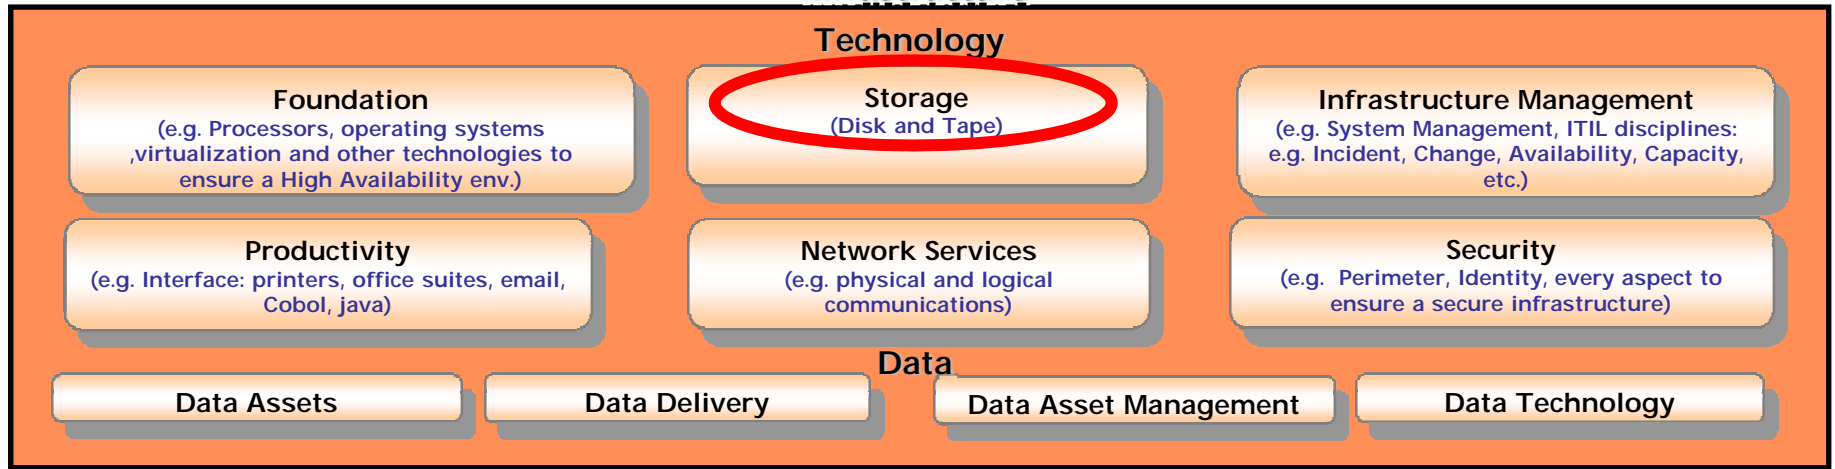 Technology
Foundation
(e.g. Processors, operating systems
,virtualization and other technologies to
ensure a High Availability env.)
Storage
(Disk and Tape)
Infrastructure Management
(e.g. System Management, ITIL disciplines:
e.g. Incident, Change, Availability, Capacity,
etc.)
Productivity
(e.g. Interface: printers, office suites, email,
Cobol, java)
Network Services
(e.g. physical and logical
communications)
Security
(e.g. Perimeter, Identity, every aspect to
ensure a secure infrastructure)
Data
Data Assets
Data Delivery
Data Asset Management
Data Technology